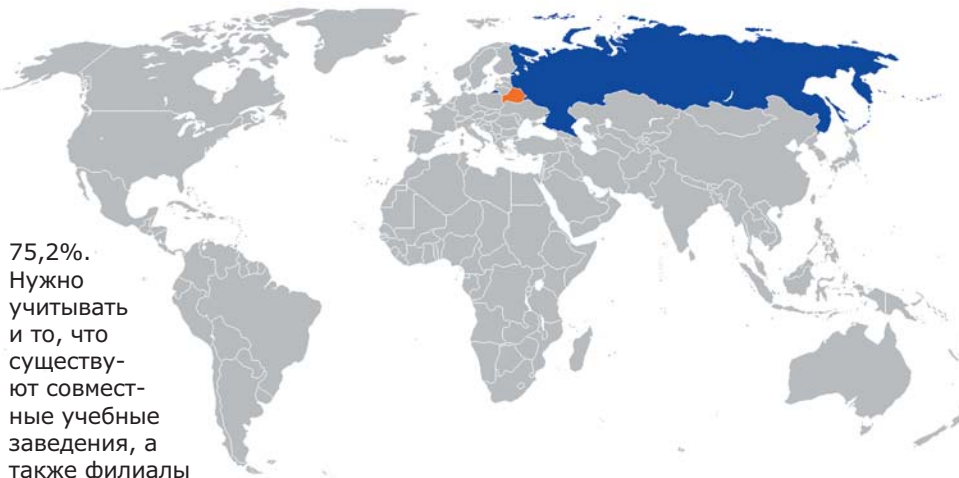 75,2%.
Нужно
учитывать
и то, что
существу-
ют совмест-
ные учебные
заведения, а
также филиалы